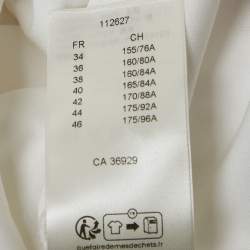 112627
FR CH
34 155/76A
36 160/80A
38 160/84A
40 165/84A
42 170/88A
44 175/92A
46 175/96A
CA 36929
quefairedemesdechets.fr